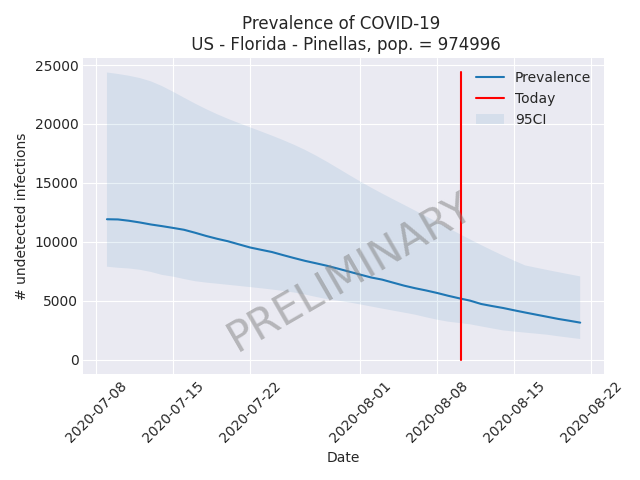 Prevalence of COVID-19
US - Florida - Pinellas, pop. = 974996
25000
20000
15000
10000
5000
0
# undetected infections
Prevalence
Today
95CI
PRELIMINARY
2020-07-08
2020-07-15
2020-07-22
2020-08-01
2020-08-08
2020-08-15
2020-08-22
Date